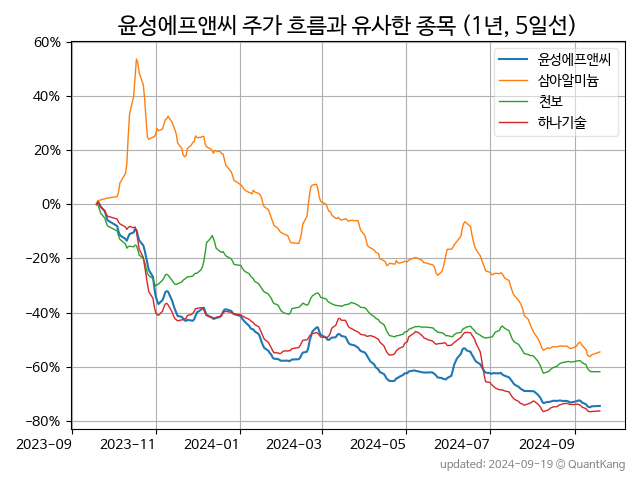 윤성에프앤씨 주가 흐름과 유사한 종목 (1년, 5일선)
60%
40%
20%
0%
−20%
−40%
−60%
−80%
윤성에프앤씨
삼아알미늄
천보
하나기술
2023-09
2023-11
2024-01
2024-03
2024-05
2024-07
2024-09
updated: 2024-09-19 © QuantKang